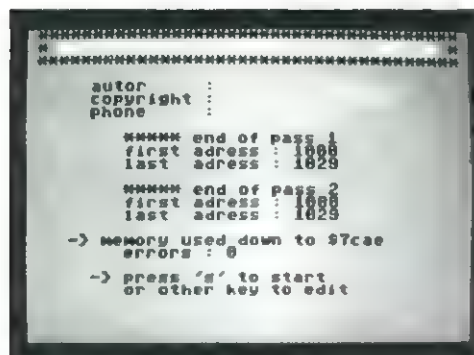 ******************************************
*                                        *
******************************************
autor :
copyright :
phone :
***** end of pass 1
first adress : 1000
last adress : 1029
***** end of pass 2
first adress : 1000
last adress : 1029
-> memory used down to $7cae
errors : 0
-> press 's' to start
or other key to edit